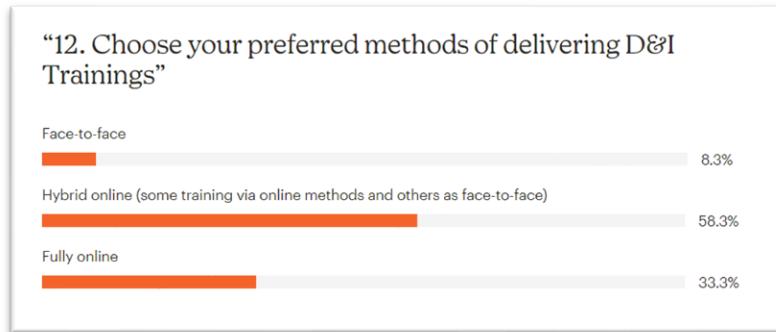 “12. Choose your preferred methods of delivering D&I
Trainings”
Face-to-face
8.3%
Hybrid online (some training via online methods and others as face-to-face)
58.3%
Fully online
33.3%